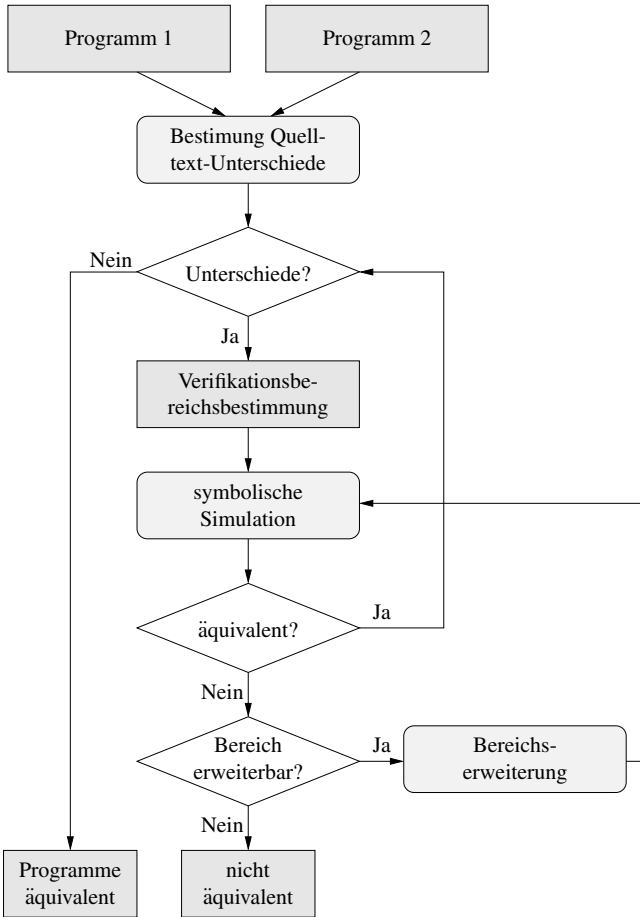 Programm 1
Programm 2
Bestimung Quell-
text-Unterschiede
Nein
Unterschiede?
Ja
Verifikationsbe-
reichsbestimmung
symbolische
Simulation
äquivalent?
Ja
Nein
Bereich
erweiterbar?
Ja
Bereichs-
erweiterung
Nein
Programme
äquivalent
nicht
äquivalent